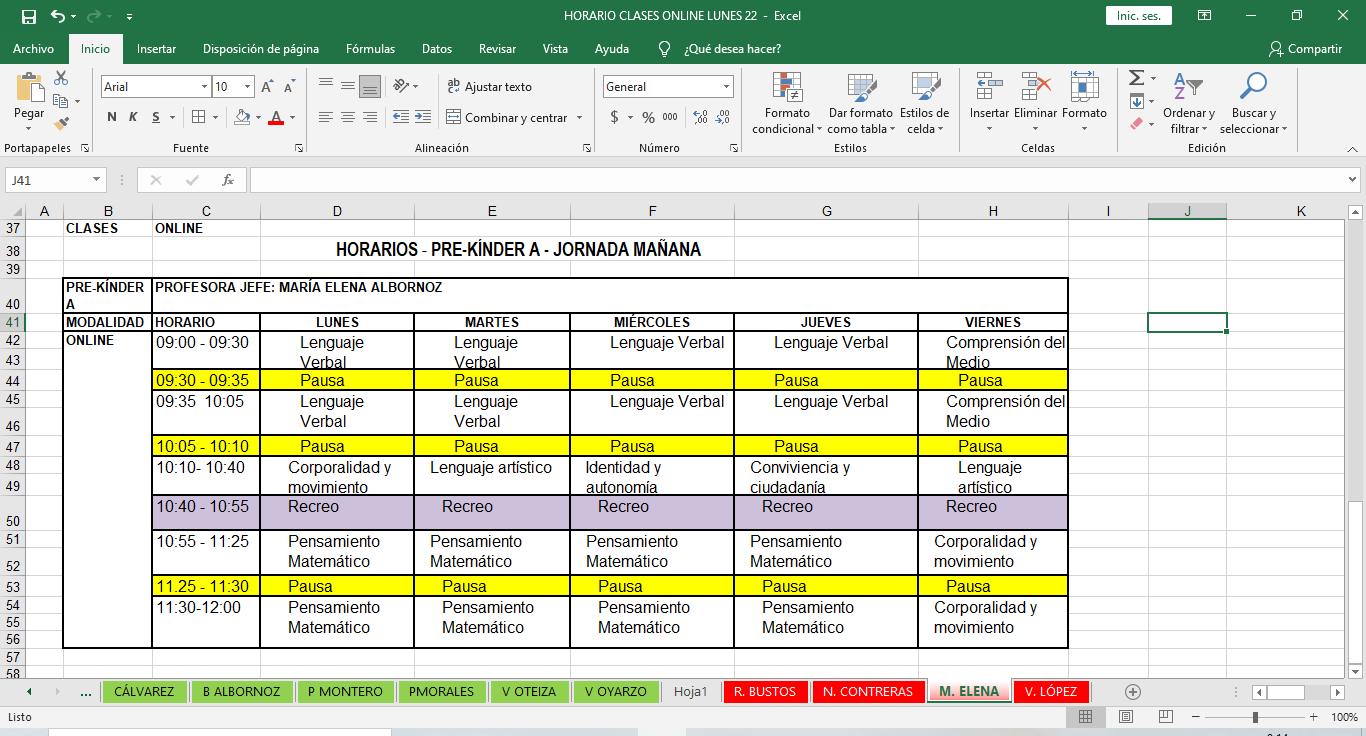 HORARIO CLASES ONLINE LUNES 22 - Excel
Inic. ses.
Archivo Inicio Insertar Disposición de página Fórmulas Datos Revisar Vista Ayuda ¿Qué desea hacer? Compartir
Pegar
Portapapeles
Arial 10 A A
N K S A
Fuente
ab Ajustar texto
Combinar y centrar
Alineación
General
$ % 000
Número
Formato condicional
Dar formato como tabla
Estilos de celda
Estilos
Insertar Eliminar Formato
Celdas
Ordenar y filtrar
Buscar y seleccionar
Edición
J41 fx
A B C D E F G H I J K
37 CLASES ONLINE
38 HORARIOS - PRE-KÍNDER A - JORNADA MAÑANA
39
40 PRE-KÍNDER A PROFESORA JEFE: MARÍA ELENA ALBORNOZ
41 MODALIDAD HORARIO LUNES MARTES MIÉRCOLES JUEVES VIERNES
42 ONLINE 09:00 - 09:30 Lenguaje Lenguaje Lenguaje Verbal Lenguaje Verbal Comprensión del
43 Verbal Verbal Medio
44 09:30 - 09:35 Pausa Pausa Pausa Pausa Pausa
45 09:35 10:05 Lenguaje Lenguaje Lenguaje Verbal Lenguaje Verbal Comprensión del
46 Verbal Verbal Medio
47 10:05 - 10:10 Pausa Pausa Pausa Pausa Pausa
48 10:10- 10:40 Corporalidad y Lenguaje artístico Identidad y Conviviencia y Lenguaje
49 movimiento autonomía ciudadanía artístico
50 10:40 - 10:55 Recreo Recreo Recreo Recreo Recreo
51 10:55 - 11:25 Pensamiento Pensamiento Pensamiento Pensamiento Corporalidad y
52 Matemático Matemático Matemático Matemático movimiento
53 11.25 - 11:30 Pausa Pausa Pausa Pausa Pausa
54 11:30-12:00 Pensamiento Pensamiento Pensamiento Pensamiento Corporalidad y
55 Matemático Matemático Matemático Matemático movimiento
56
57
58
... CÁLVAREZ B ALBORNOZ P MONTERO PMORALES V OTEIZA V OYARZO Hoja1 R. BUSTOS N. CONTRERAS M. ELENA V. LÓPEZ
Listo 100%